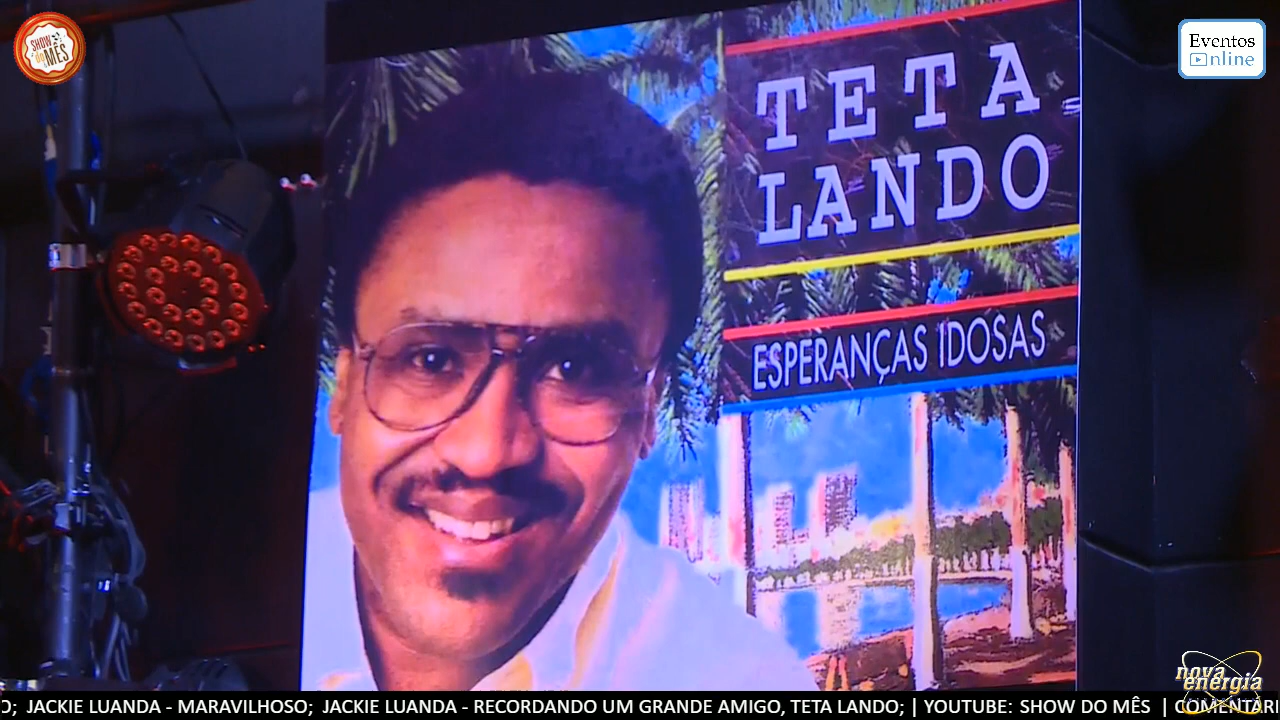 SHOW
do
MÊS
Eventos
Online
TETA
LANDO
ESPERANÇAS IDOSAS
nova
energia
O; JACKIE LUANDA - MARAVILHOSO; JACKIE LUANDA - RECORDANDO UM GRANDE AMIGO, TETA LANDO; | YOUTUBE: SHOW DO MÊS | COMENTÁRI